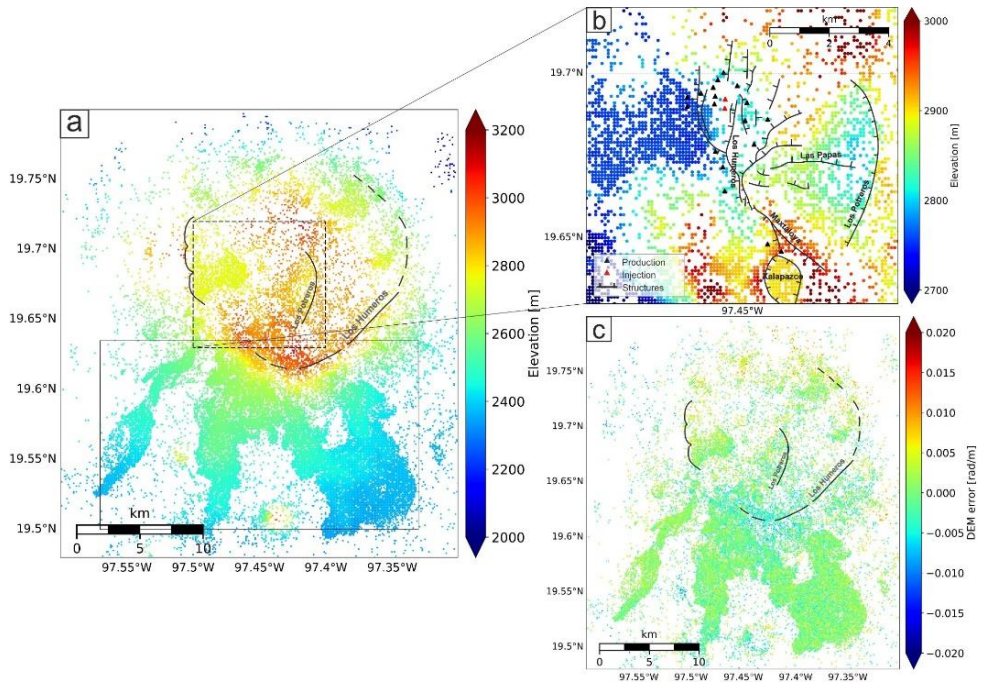 a
3200
3000
2800
2600
2400
2200
2000
Elevation [m]
19.75°N
19.7°N
19.65°N
19.6°N
19.55°N
19.5°N
Los Potreros
Los Humeros
km
0 5 10
97.55°W 97.5°W 97.45°W 97.4°W 97.35°W
b
km
0 2 4
3000
2900
2800
2700
Elevation [m]
19.7°N
19.65°N
Los Humeros
Las Papas
Los Potreros
Maxtaloya
Xalapazco
Production
Injection
Structures
97.45°W
c
0.020
0.015
0.010
0.005
0.000
−0.005
−0.010
−0.015
−0.020
DEM error [rad/m]
19.75°N
19.7°N
19.65°N
19.6°N
19.55°N
19.5°N
Los Potreros
Los Humeros
km
0 5 10
97.55°W 97.5°W 97.45°W 97.4°W 97.35°W